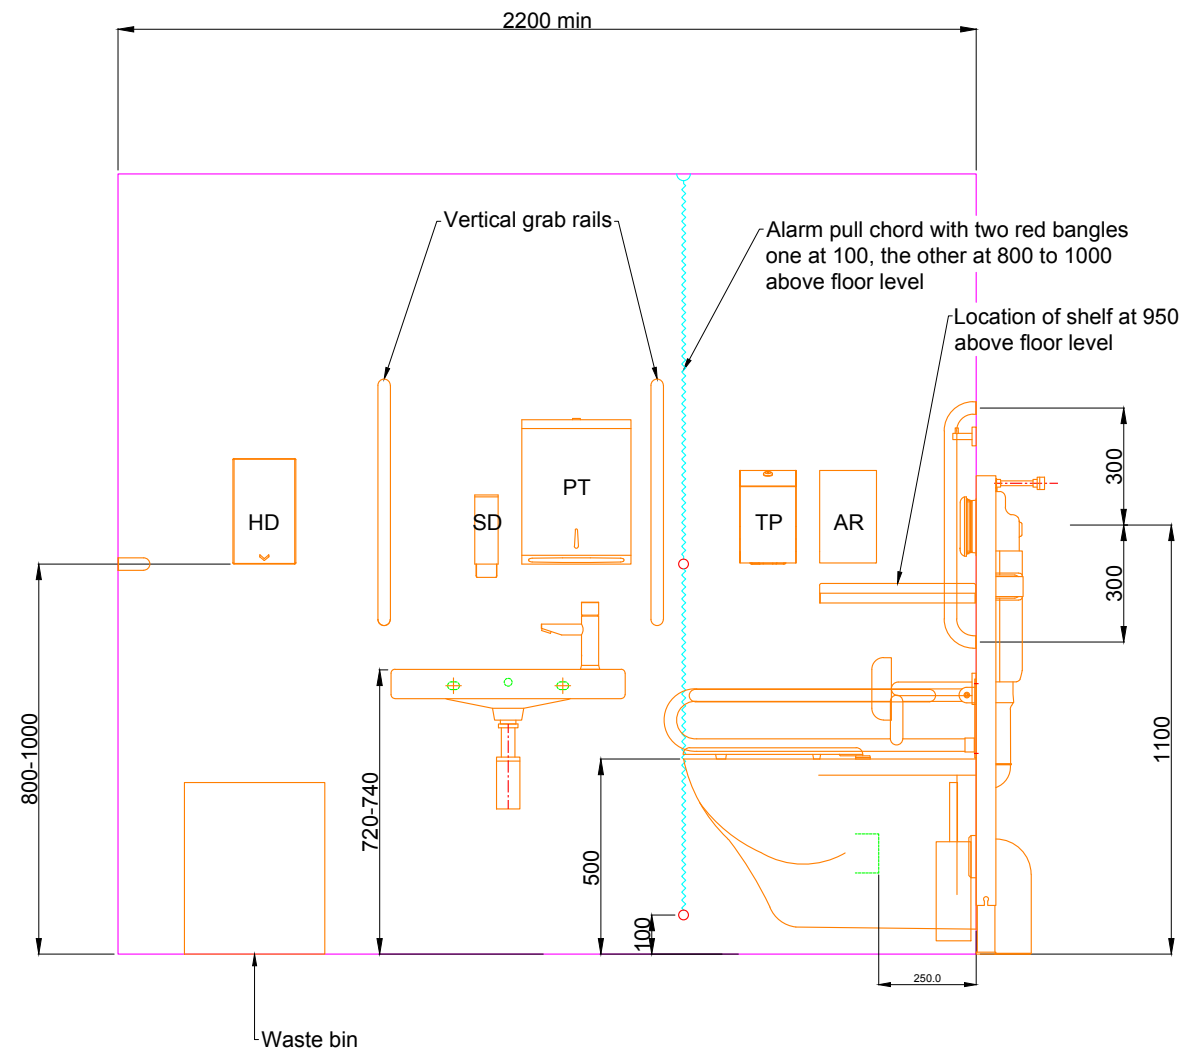 2200 min
Vertical grab rails
Alarm pull chord with two red bangles
one at 100, the other at 800 to 1000
above floor level
Location of shelf at 950
above floor level
300
HD
SD
PT
TP
AR
300
800-1000
720-740
500
100
1100
250.0
Waste bin